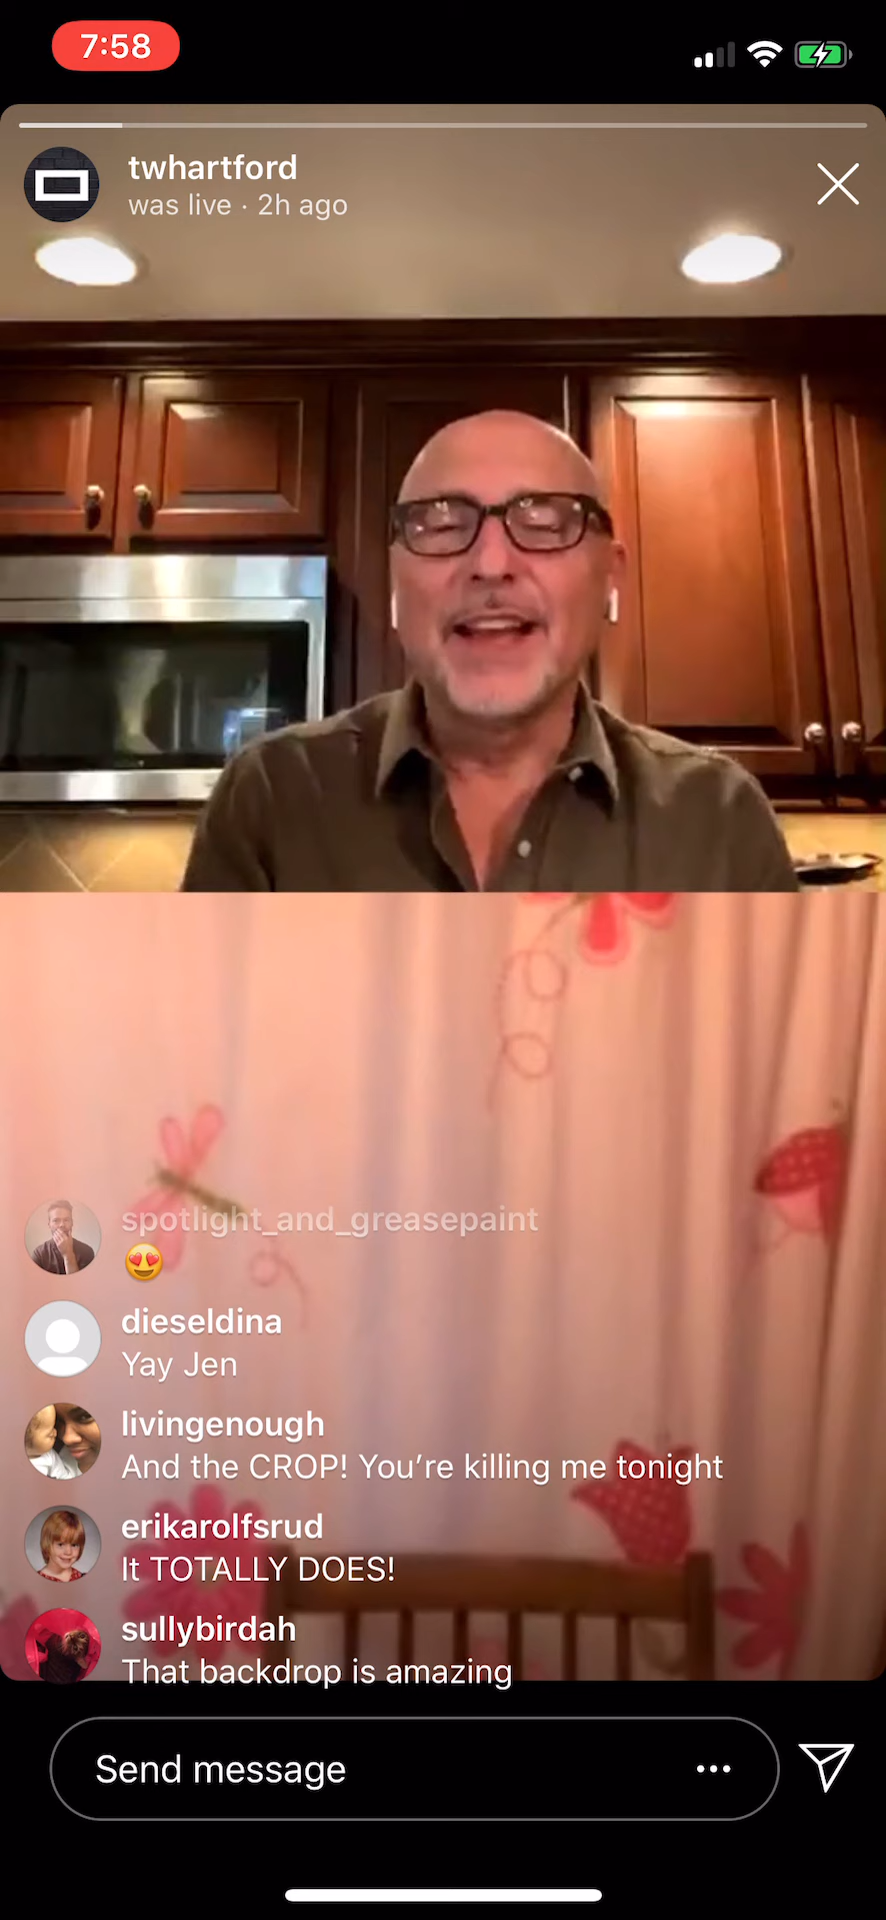 7:58
twhartford
was live · 2h ago
spotlight_and_greasepaint
😍
dieseldina
Yay Jen
livingenough
And the CROP! You’re killing me tonight
erikarolfsrud
It TOTALLY DOES!
sullybirdah
That backdrop is amazing
Send message